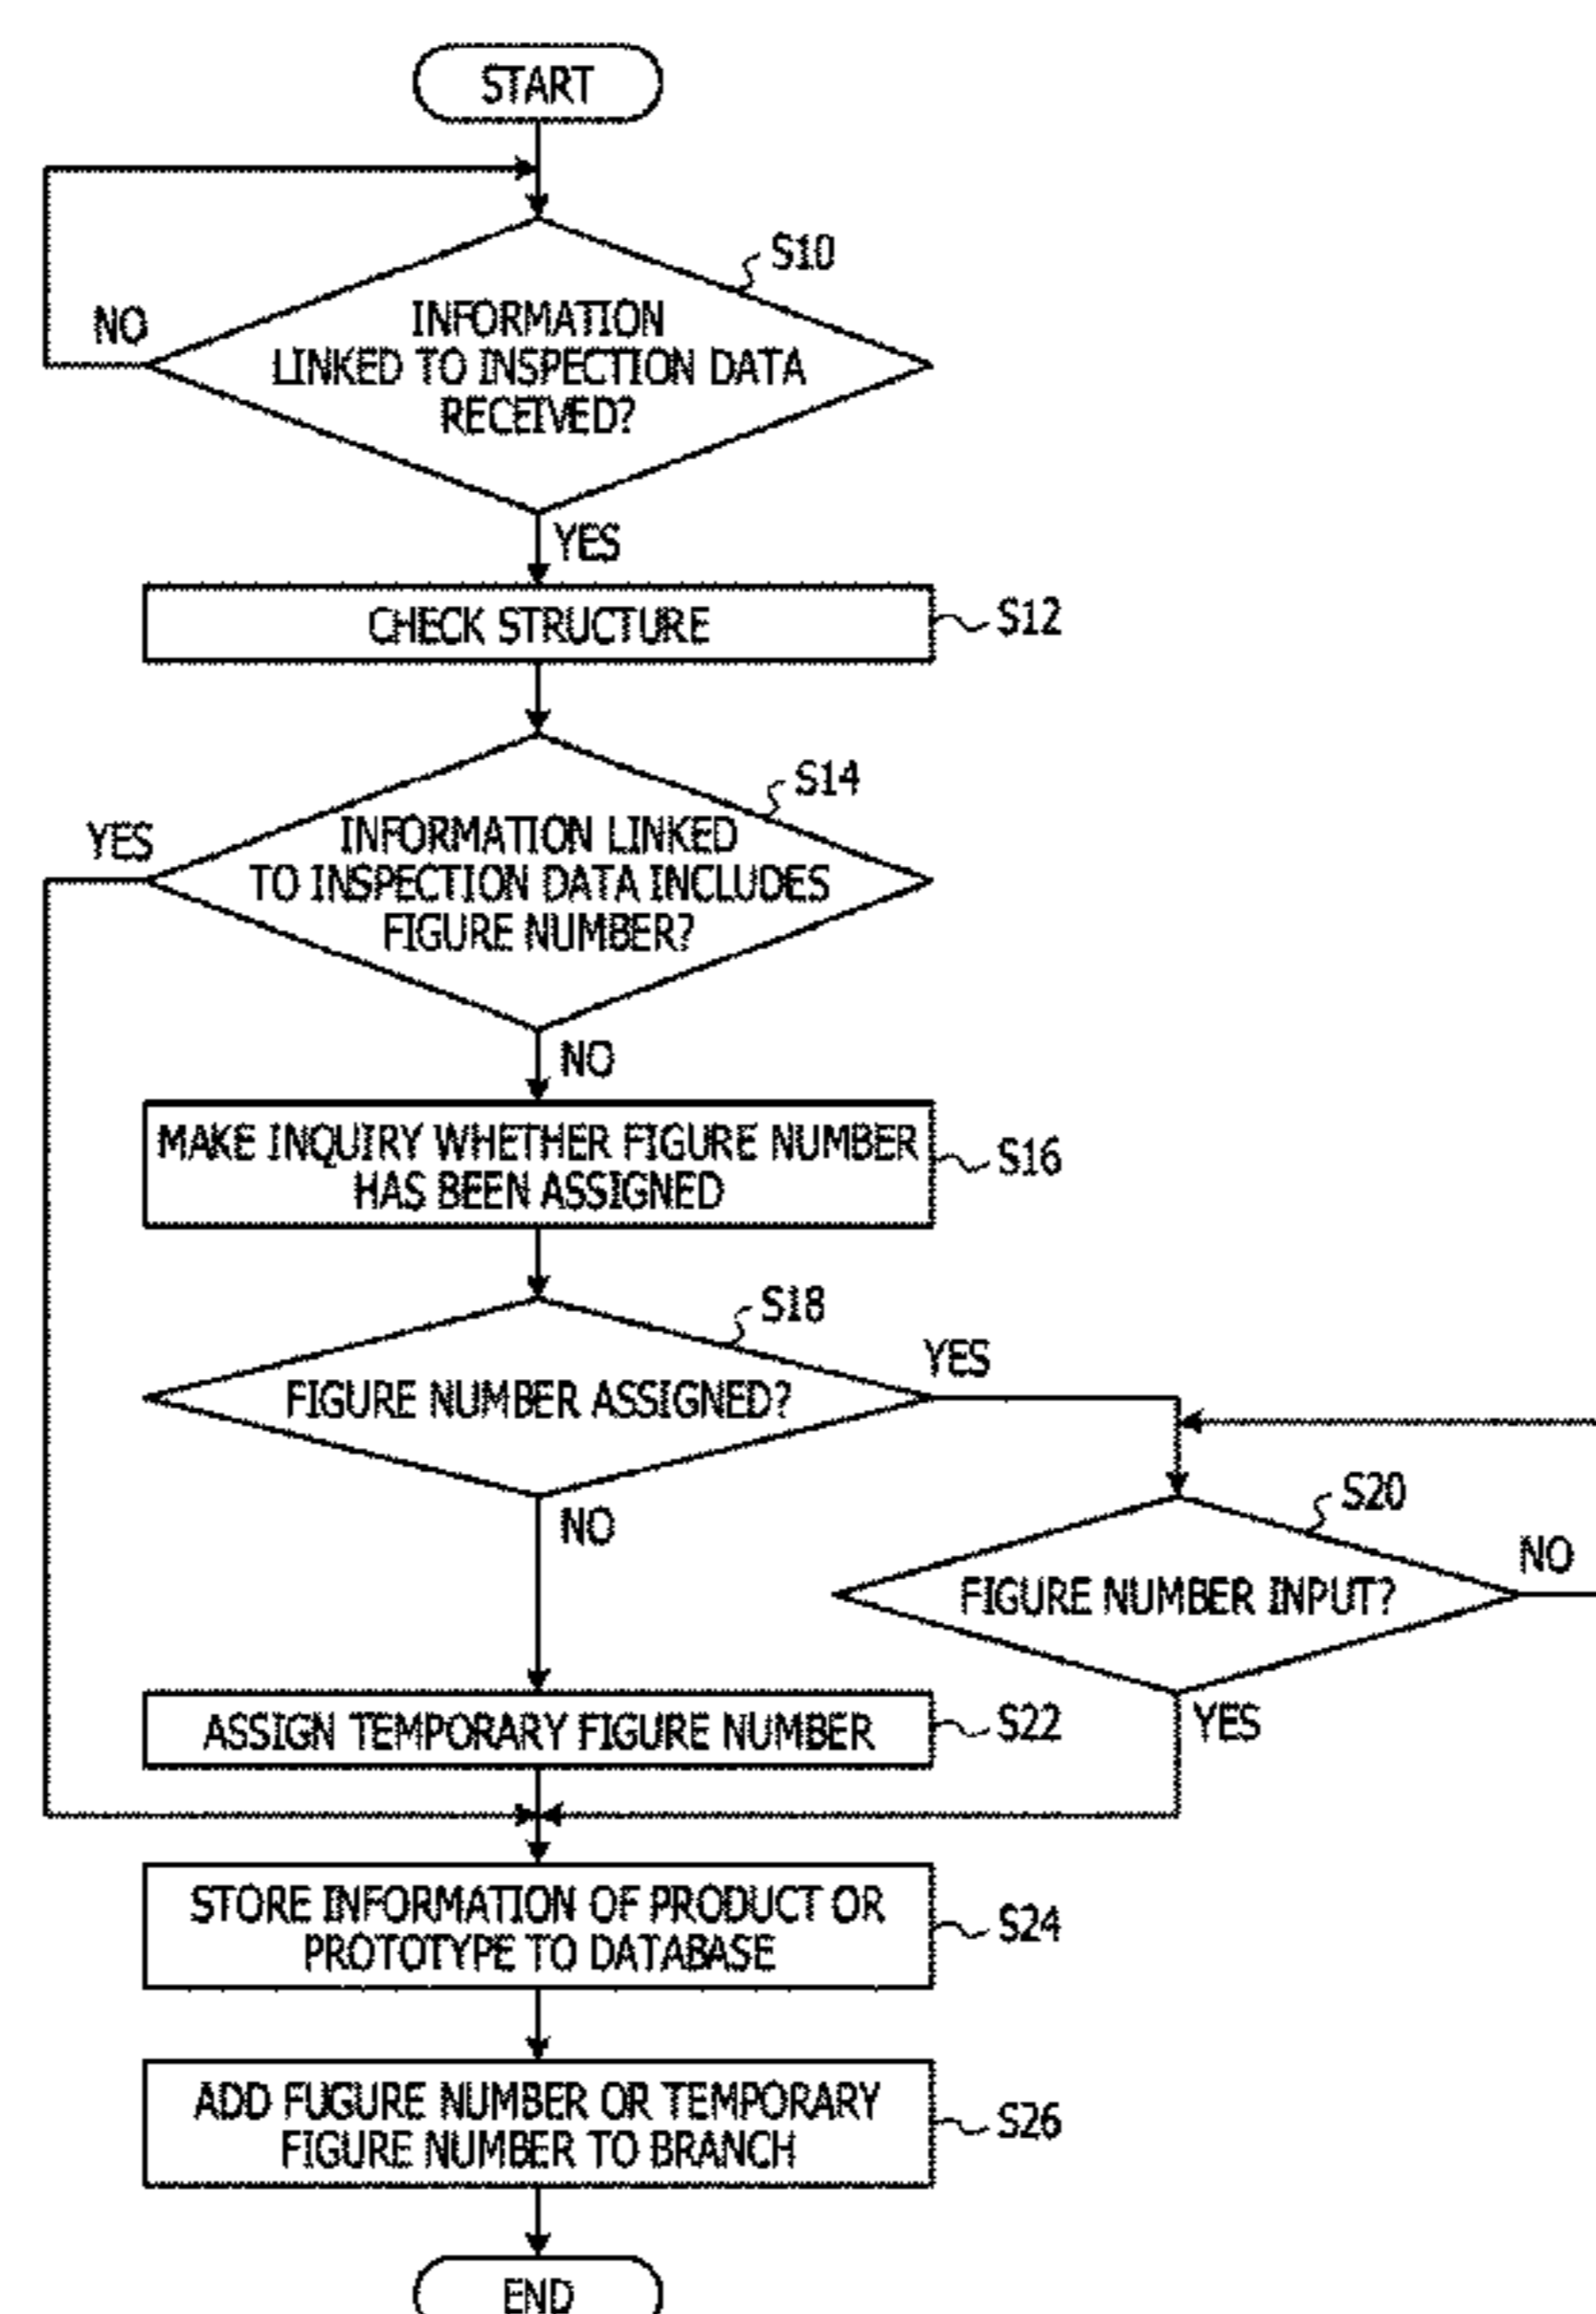 START
S10
NO
INFORMATION
LINKED TO INSPECTION DATA
RECEIVED?
YES
CHECK STRUCTURE
S12
S14
YES
INFORMATION LINKED
TO INSPECTION DATA INCLUDES
FIGURE NUMBER?
NO
MAKE INQUIRY WHETHER FIGURE NUMBER
HAS BEEN ASSIGNED
S16
S18
YES
FIGURE NUMBER ASSIGNED?
NO
S20
NO
FIGURE NUMBER INPUT?
YES
ASSIGN TEMPORARY FIGURE NUMBER
S22
STORE INFORMATION OF PRODUCT OR
PROTOTYPE TO DATABASE
S24
ADD FUGURE NUMBER OR TEMPORARY
FIGURE NUMBER TO BRANCH
S26
END